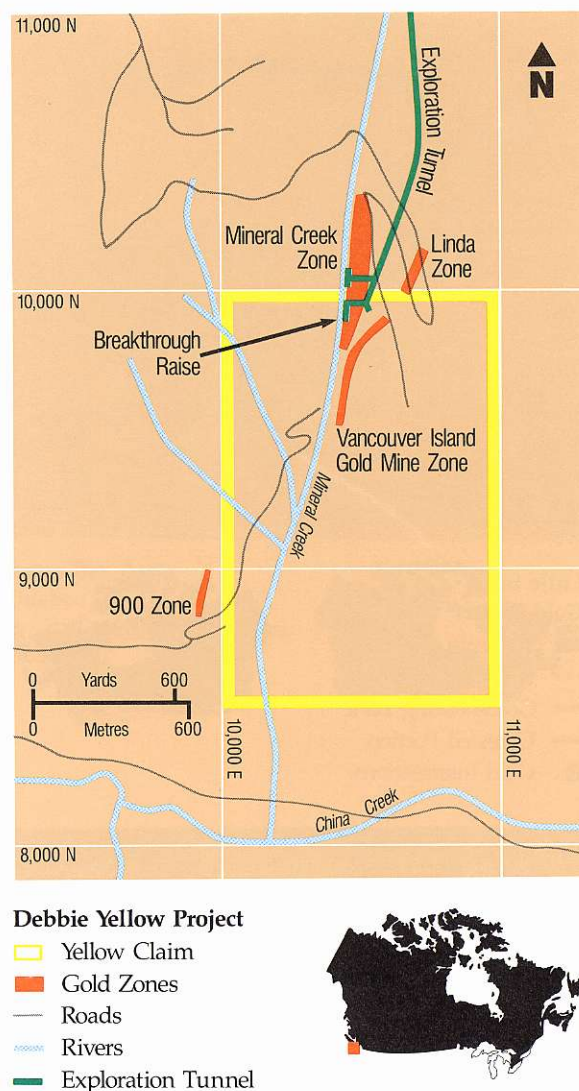 11,000 N
N
Exploration Tunnel
Mineral Creek
Zone
Linda
Zone
10,000 N
Breakthrough
Raise
Vancouver Island
Gold Mine Zone
Mineral Creek
9,000 N
900 Zone
0 Yards 600
0 Metres 600
10,000 E
11,000 E
China Creek
8,000 N
Debbie Yellow Project
Yellow Claim
Gold Zones
Roads
Rivers
Exploration Tunnel